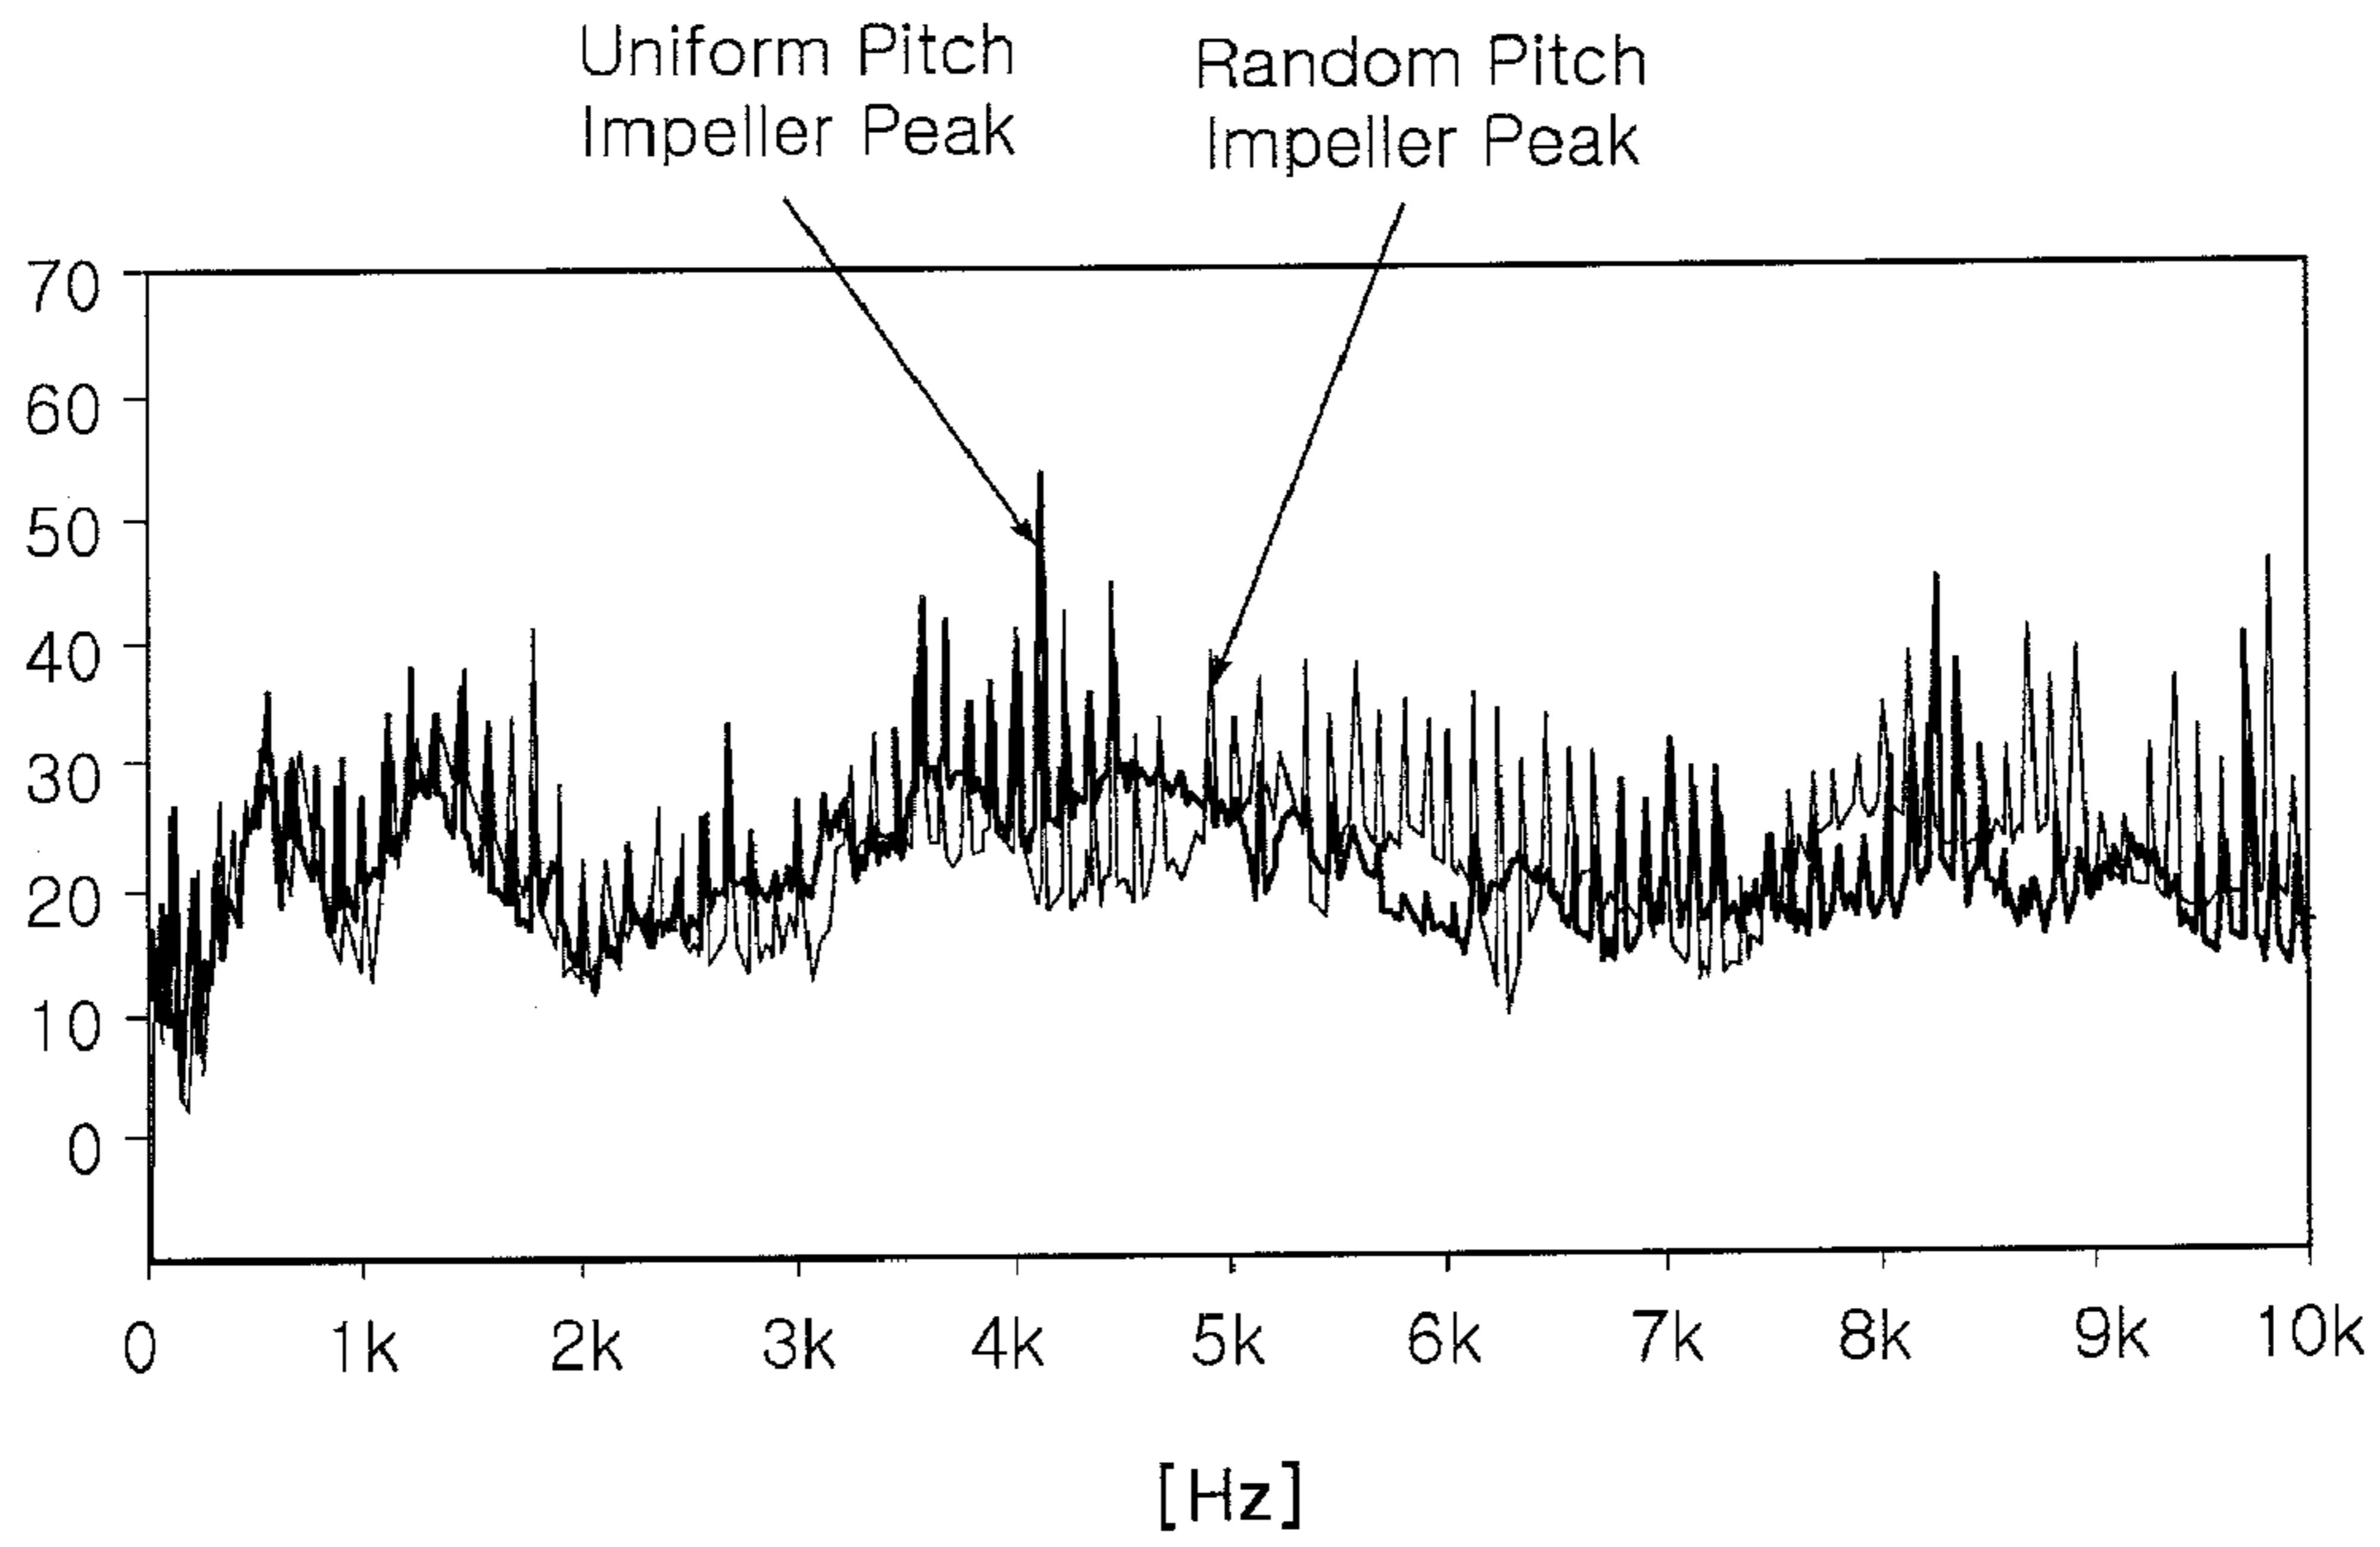 Uniform Pitch
Impeller Peak
Random Pitch
Impeller Peak
70
60
50
40
30
20
10
0
0 1k 2k 3k 4k 5k 6k 7k 8k 9k 10k
[Hz]